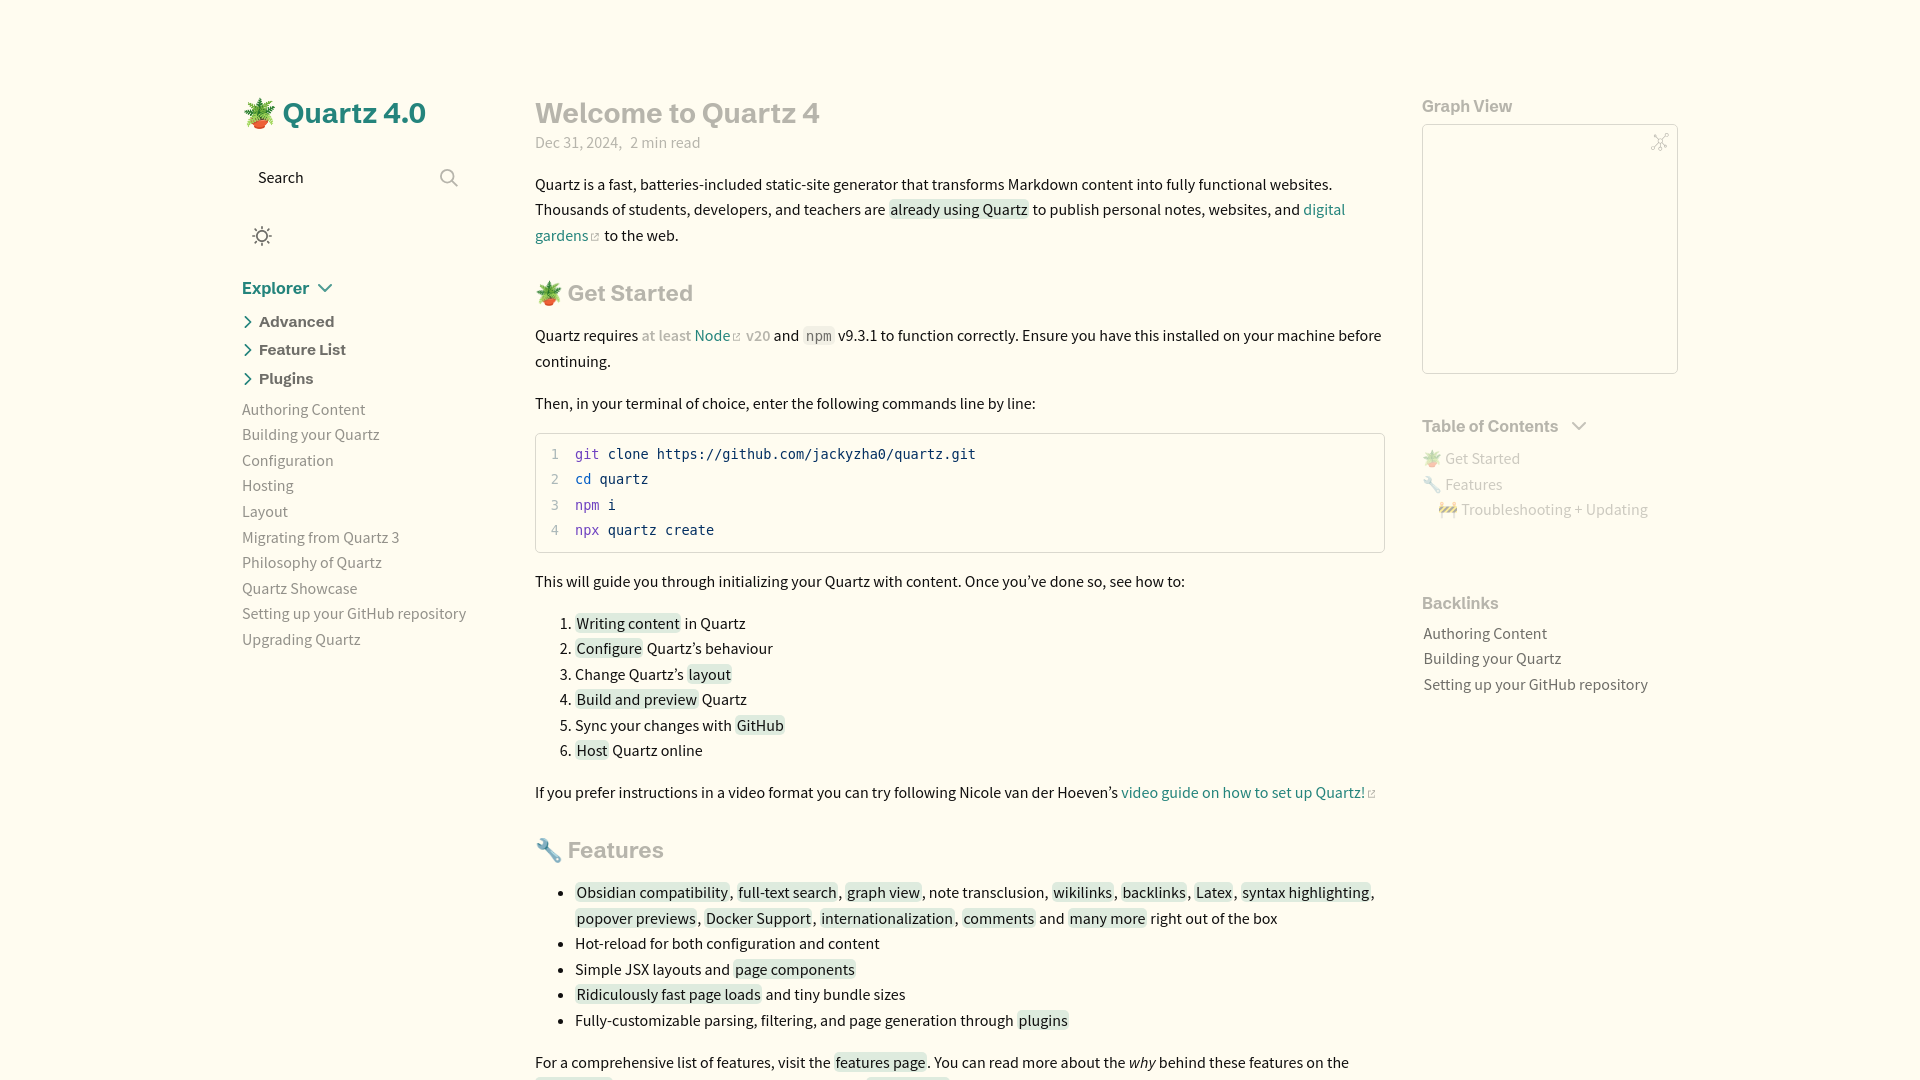 🪴 Quartz 4.0
Search
Explorer
Advanced
Feature List
Plugins
Authoring Content
Building your Quartz
Configuration
Hosting
Layout
Migrating from Quartz 3
Philosophy of Quartz
Quartz Showcase
Setting up your GitHub repository
Upgrading Quartz
Welcome to Quartz 4
Dec 31, 2024, 2 min read
Quartz is a fast, batteries-included static-site generator that transforms Markdown content into fully functional websites.
Thousands of students, developers, and teachers are already using Quartz to publish personal notes, websites, and digital
gardens to the web.
🪴 Get Started
Quartz requires at least Node v20 and npm v9.3.1 to function correctly. Ensure you have this installed on your machine before
continuing.
Then, in your terminal of choice, enter the following commands line by line:
1 git clone https://github.com/jackyzha0/quartz.git
2 cd quartz
3 npm i
4 npx quartz create
This will guide you through initializing your Quartz with content. Once you’ve done so, see how to:
1. Writing content in Quartz
2. Configure Quartz’s behaviour
3. Change Quartz’s layout
4. Build and preview Quartz
5. Sync your changes with GitHub
6. Host Quartz online
If you prefer instructions in a video format you can try following Nicole van der Hoeven’s video guide on how to set up Quartz!
🔧 Features
• Obsidian compatibility, full-text search, graph view, note transclusion, wikilinks, backlinks, Latex, syntax highlighting,
popover previews, Docker Support, internationalization, comments and many more right out of the box
• Hot-reload for both configuration and content
• Simple JSX layouts and page components
• Ridiculously fast page loads and tiny bundle sizes
• Fully-customizable parsing, filtering, and page generation through plugins
For a comprehensive list of features, visit the features page. You can read more about the why behind these features on the
Graph View
Table of Contents
🪴 Get Started
🔧 Features
🚧 Troubleshooting + Updating
Backlinks
Authoring Content
Building your Quartz
Setting up your GitHub repository